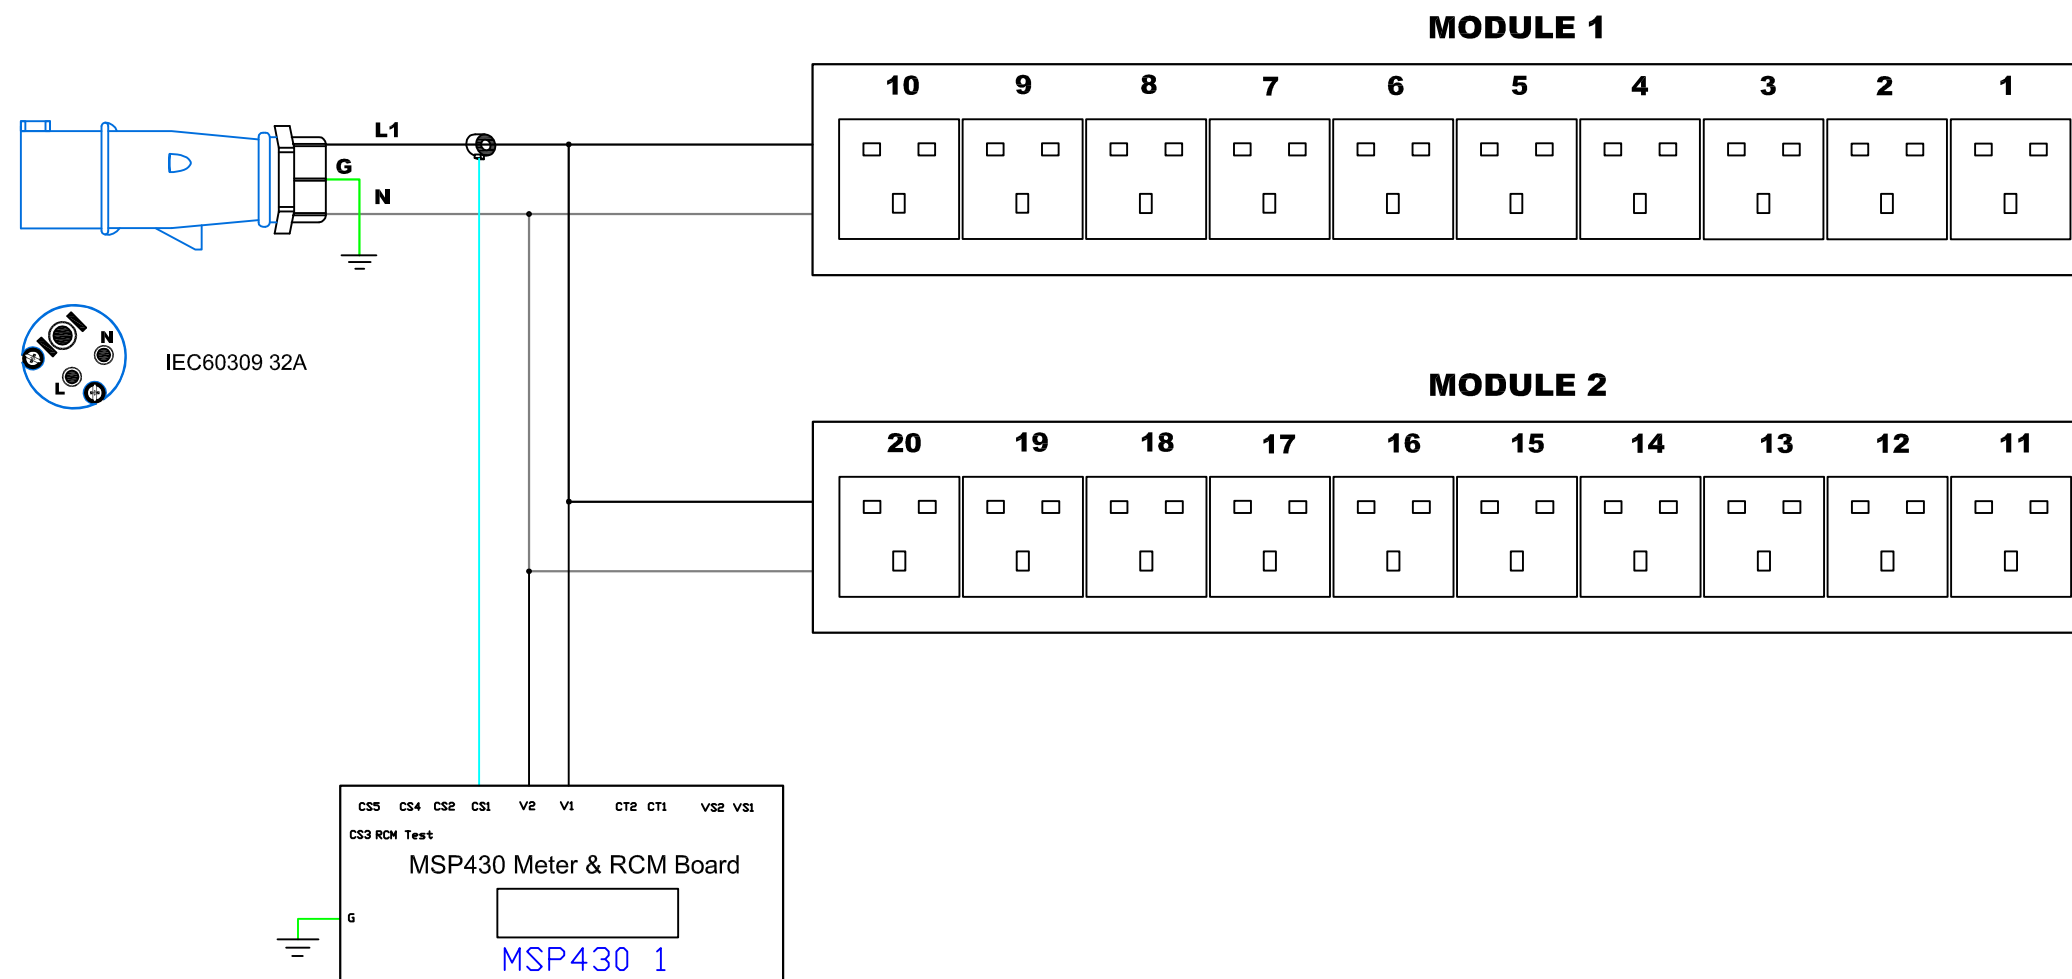 MODULE 1
10 9 8 7 6 5 4 3 2 1
L1
G
N
N
L
IEC60309 32A
MODULE 2
20 19 18 17 16 15 14 13 12 11
CS5 CS4 CS2 CS1 V2 V1 CT2 CT1 VS2 VS1
CS3 RCM Test
MSP430 Meter & RCM Board
G
MSP430 1